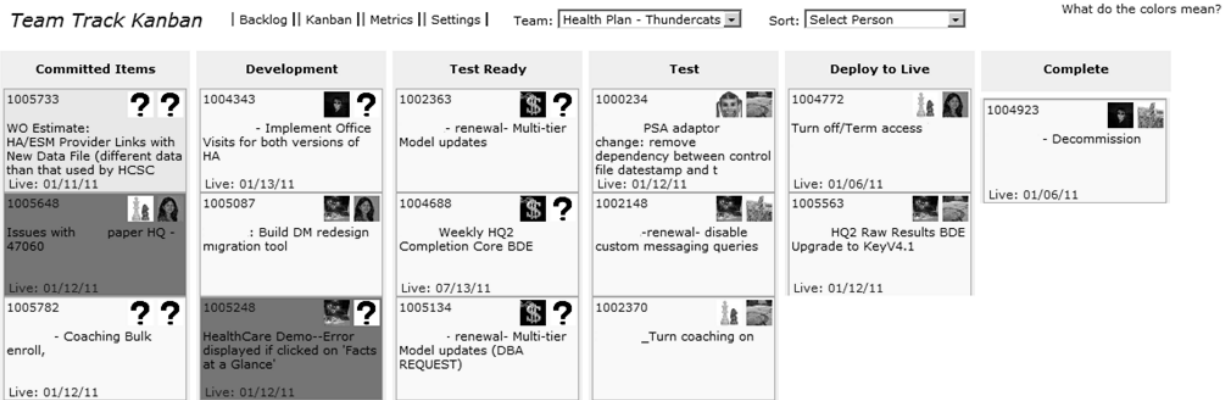 Team Track Kanban
| Backlog || Kanban || Metrics || Settings |
Team: Health Plan - Thundercats
Sort: Select Person
What do the colors mean?
Committed Items
1005733
? ?
WO Estimate:
HA/ESM Provider Links with
New Data File (different data
than that used by HCSC
Live: 01/11/11
1005648
Issues with paper HQ -
47060
Live: 01/12/11
1005782
? ?
- Coaching Bulk
enroll,
Live: 01/12/11
Development
1004343
?
- Implement Office
Visits for both versions of
HA
Live: 01/13/11
1005087
: Build DM redesign
migration tool
1005248
?
HealthCare Demo--Error
displayed if clicked on 'Facts
at a Glance'
Live: 01/12/11
Test Ready
1002363
$ ?
- renewal- Multi-tier
Model updates
1004688
$ ?
Weekly HQ2
Completion Core BDE
Live: 07/13/11
1005134
$ ?
- renewal- Multi-tier
Model updates (DBA
REQUEST)
Test
1000234
PSA adaptor
change: remove
dependency between control
file datestamp and t
Live: 01/12/11
1002148
-renewal- disable
custom messaging queries
1002370
_Turn coaching on
Deploy to Live
1004772
Turn off/Term access
Live: 01/06/11
1005563
HQ2 Raw Results BDE
Upgrade to KeyV4.1
Live: 01/12/11
Complete
1004923
- Decommission
Live: 01/06/11